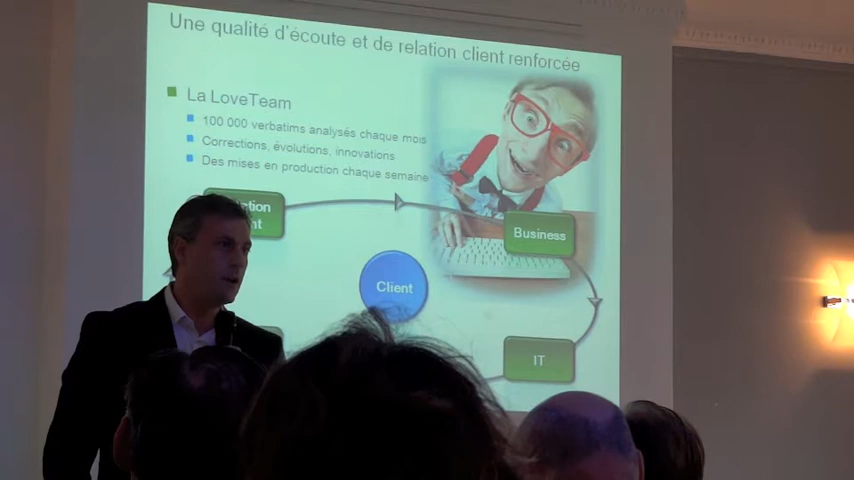 Une qualité d'écoute et de relation client renforcée
La LoveTeam
100 000 verbatims analysés chaque mois
Corrections, évolutions, innovations
Des mises en production chaque semaine
Business
Client
IT